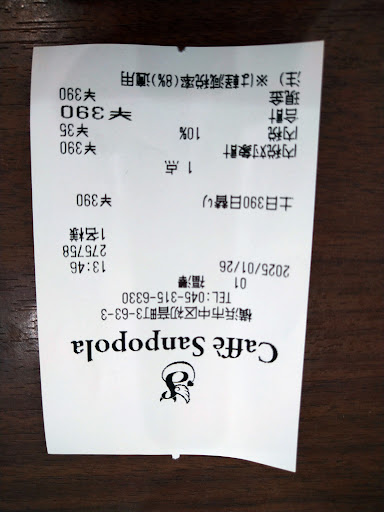 Caffè Sanpopola
横浜市中区初音町3-63-3
TEL:045-315-6330
01 福澤
2025/01/26 13:46
275758
1名様
土日390日替り ¥390
1 点
内税対象計 ¥390
内税 10% ¥35
合計 ¥390
現金 ¥390
注) ※は軽減税率(8%)適用